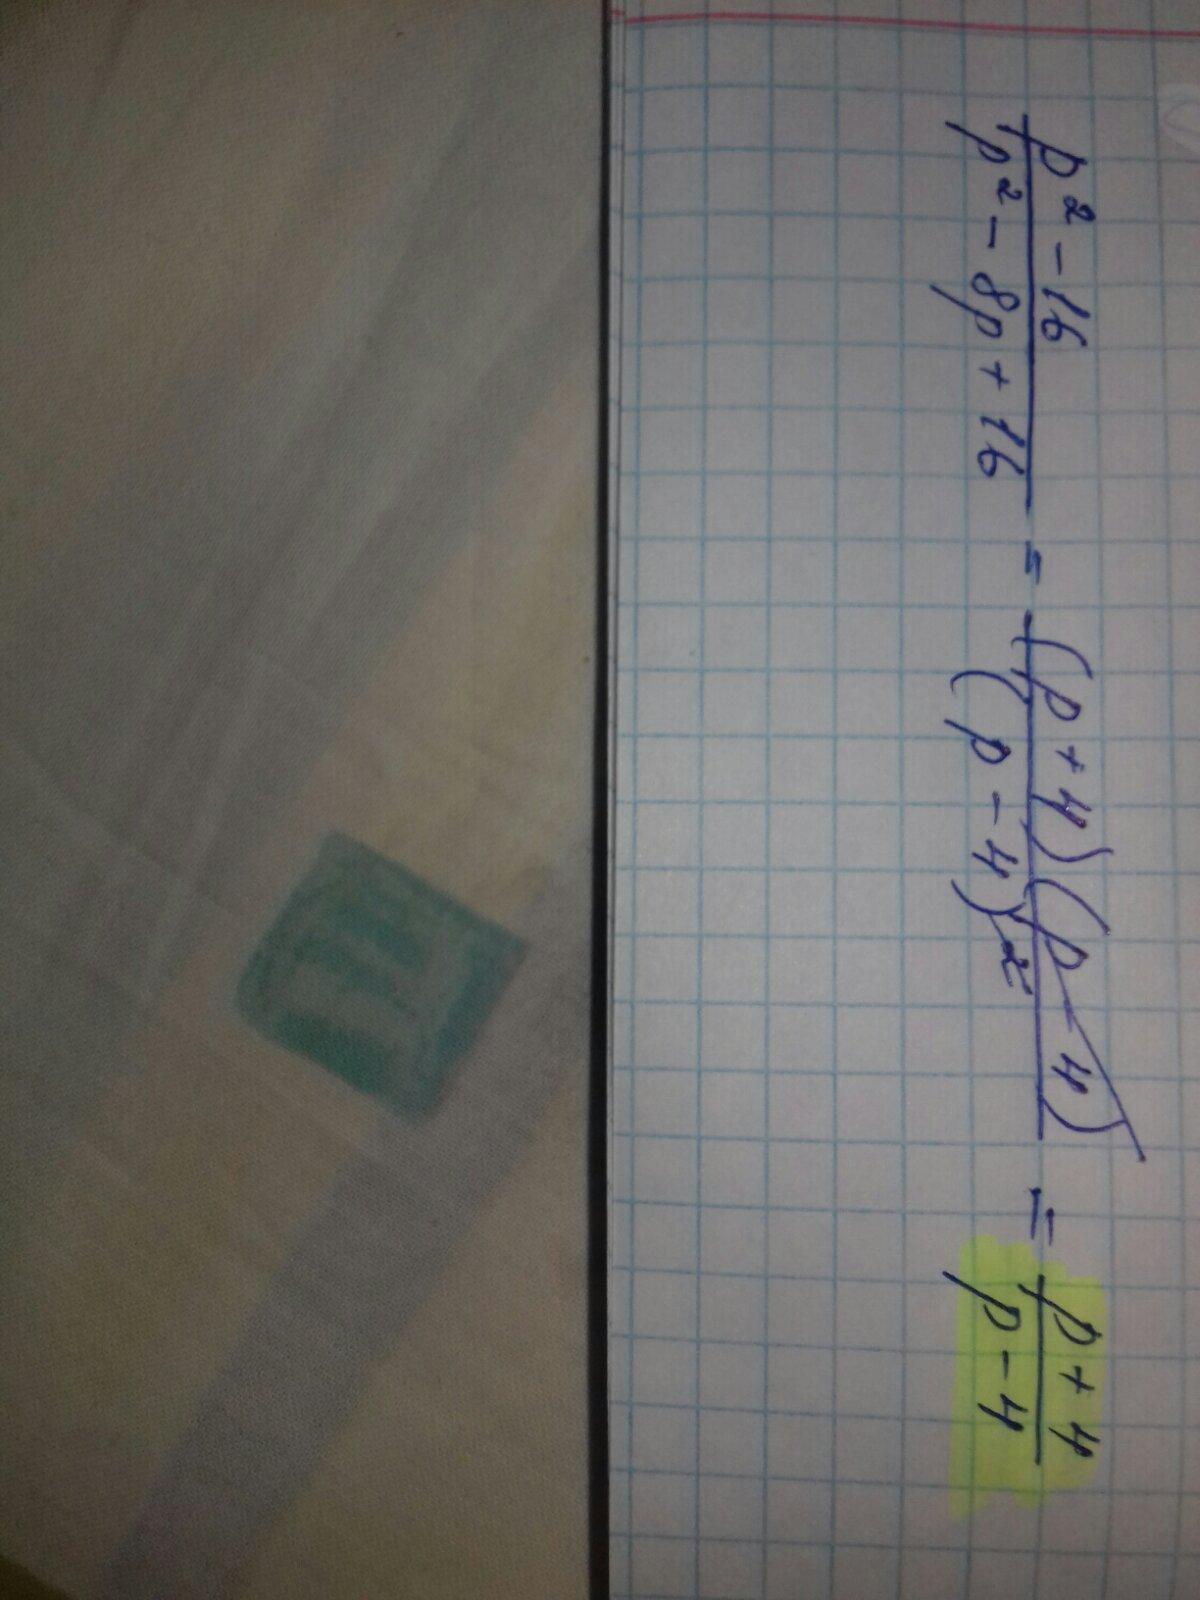 (p² - 16)/(p² - 8p + 16) = ((p + 4)(p - 4))/((p - 4)²) = (p + 4)/(p - 4)